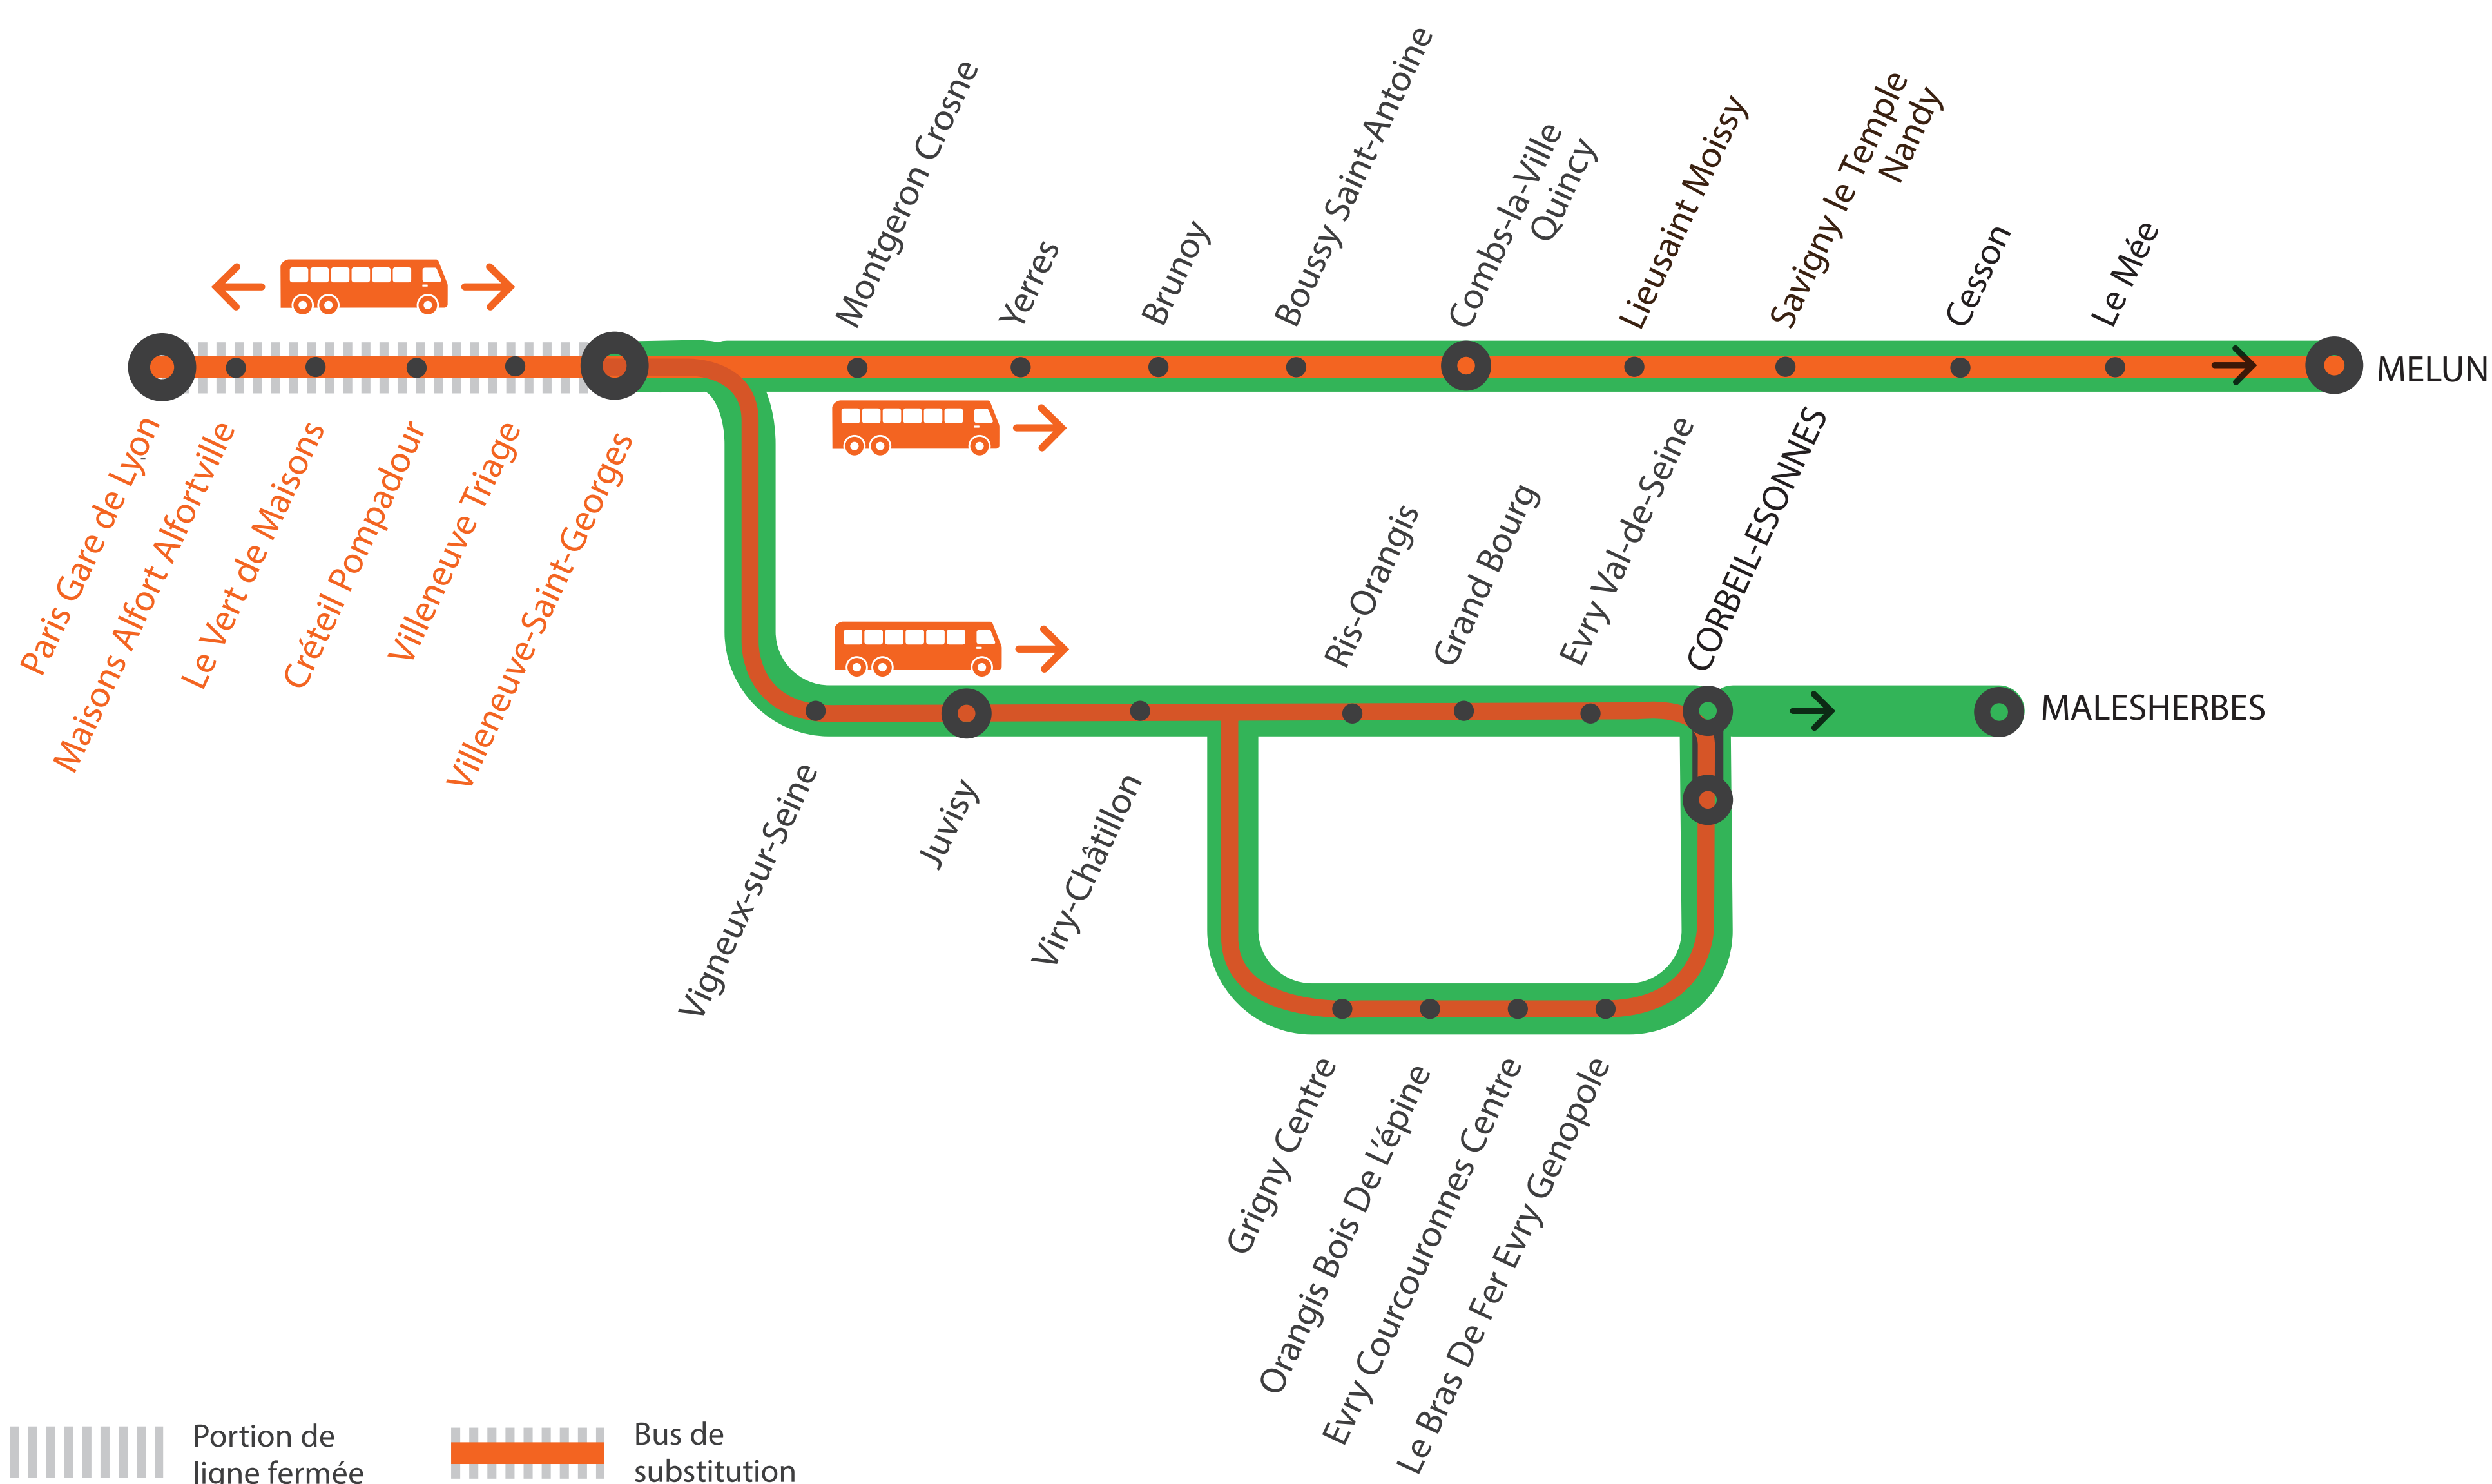 Montgeron Crosne
Yerres
Brunoy
Boussy Saint-Antoine
Combs-la-Ville
Quincy
Lieusaint Moissy
Savigny le Temple
Nandy
Cesson
Le Mée
MELUN
Paris Gare de Lyon
Maisons Alfort Alfortville
Le Vert de Maisons
Créteil Pompadour
Villeneuve Triage
Villeneuve-Saint-Georges
Ris-Orangis
Grand Bourg
Evry Val-de-Seine
CORBEIL-ESONNES
MALESHERBES
Vigneux-sur-Seine
Juvisy
Viry-Châtillon
Grigny Centre
Orangis Bois De L'épine
Evry Courcouronnes Centre
Le Bras De Fer Evry Genopole
Portion de
ligne fermée
Bus de
substitution